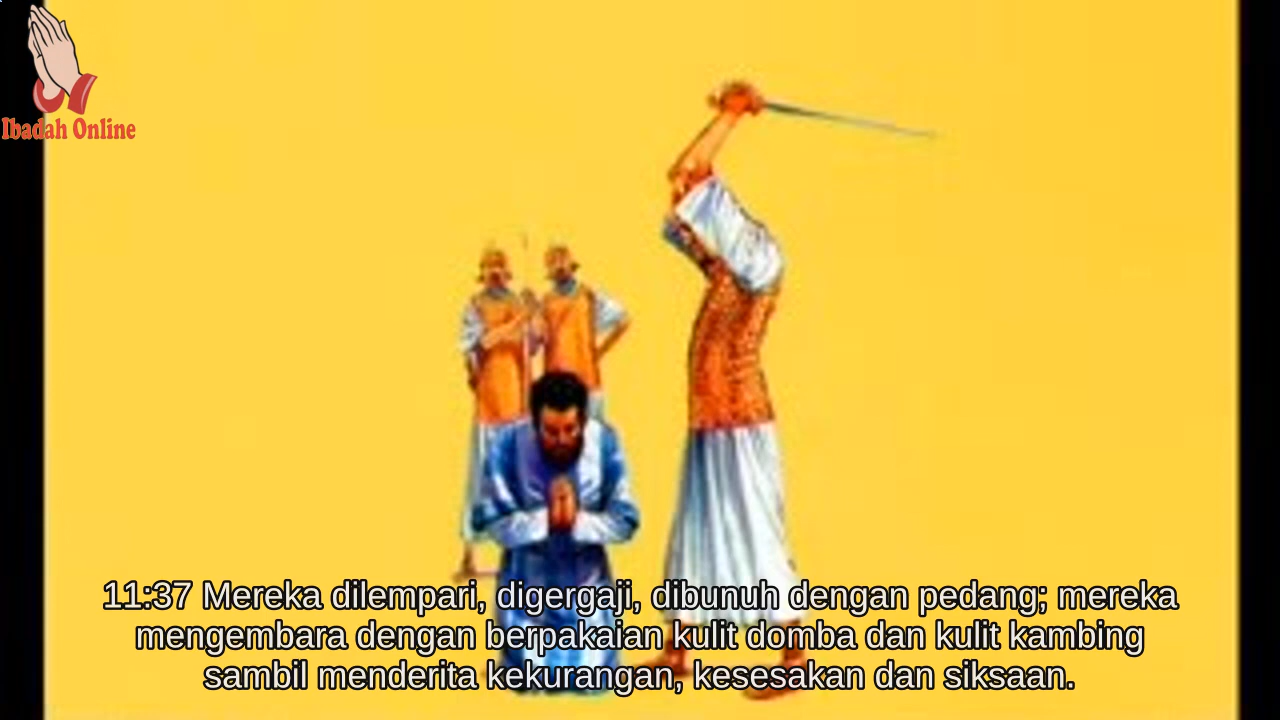 Ibadah Online
11:37 Mereka dilempari, digergaji, dibunuh dengan pedang; mereka
mengembara dengan berpakaian kulit domba dan kulit kambing
sambil menderita kekurangan, kesesakan dan siksaan.